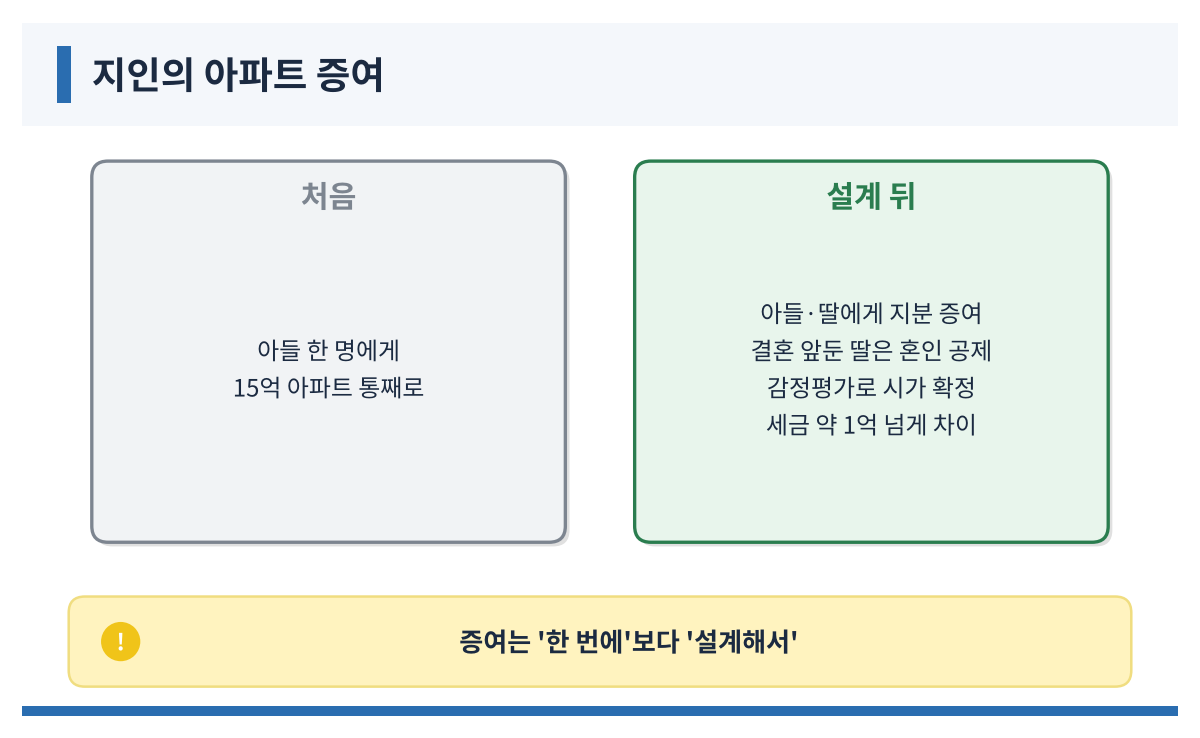 지인의 아파트 증여
처음
아들 한 명에게
15억 아파트 통째로
설계 뒤
아들·딸에게 지분 증여
결혼 앞둔 딸은 혼인 공제
감정평가로 시가 확정
세금 약 1억 넘게 차이
!
증여는 '한 번에'보다 '설계해서'